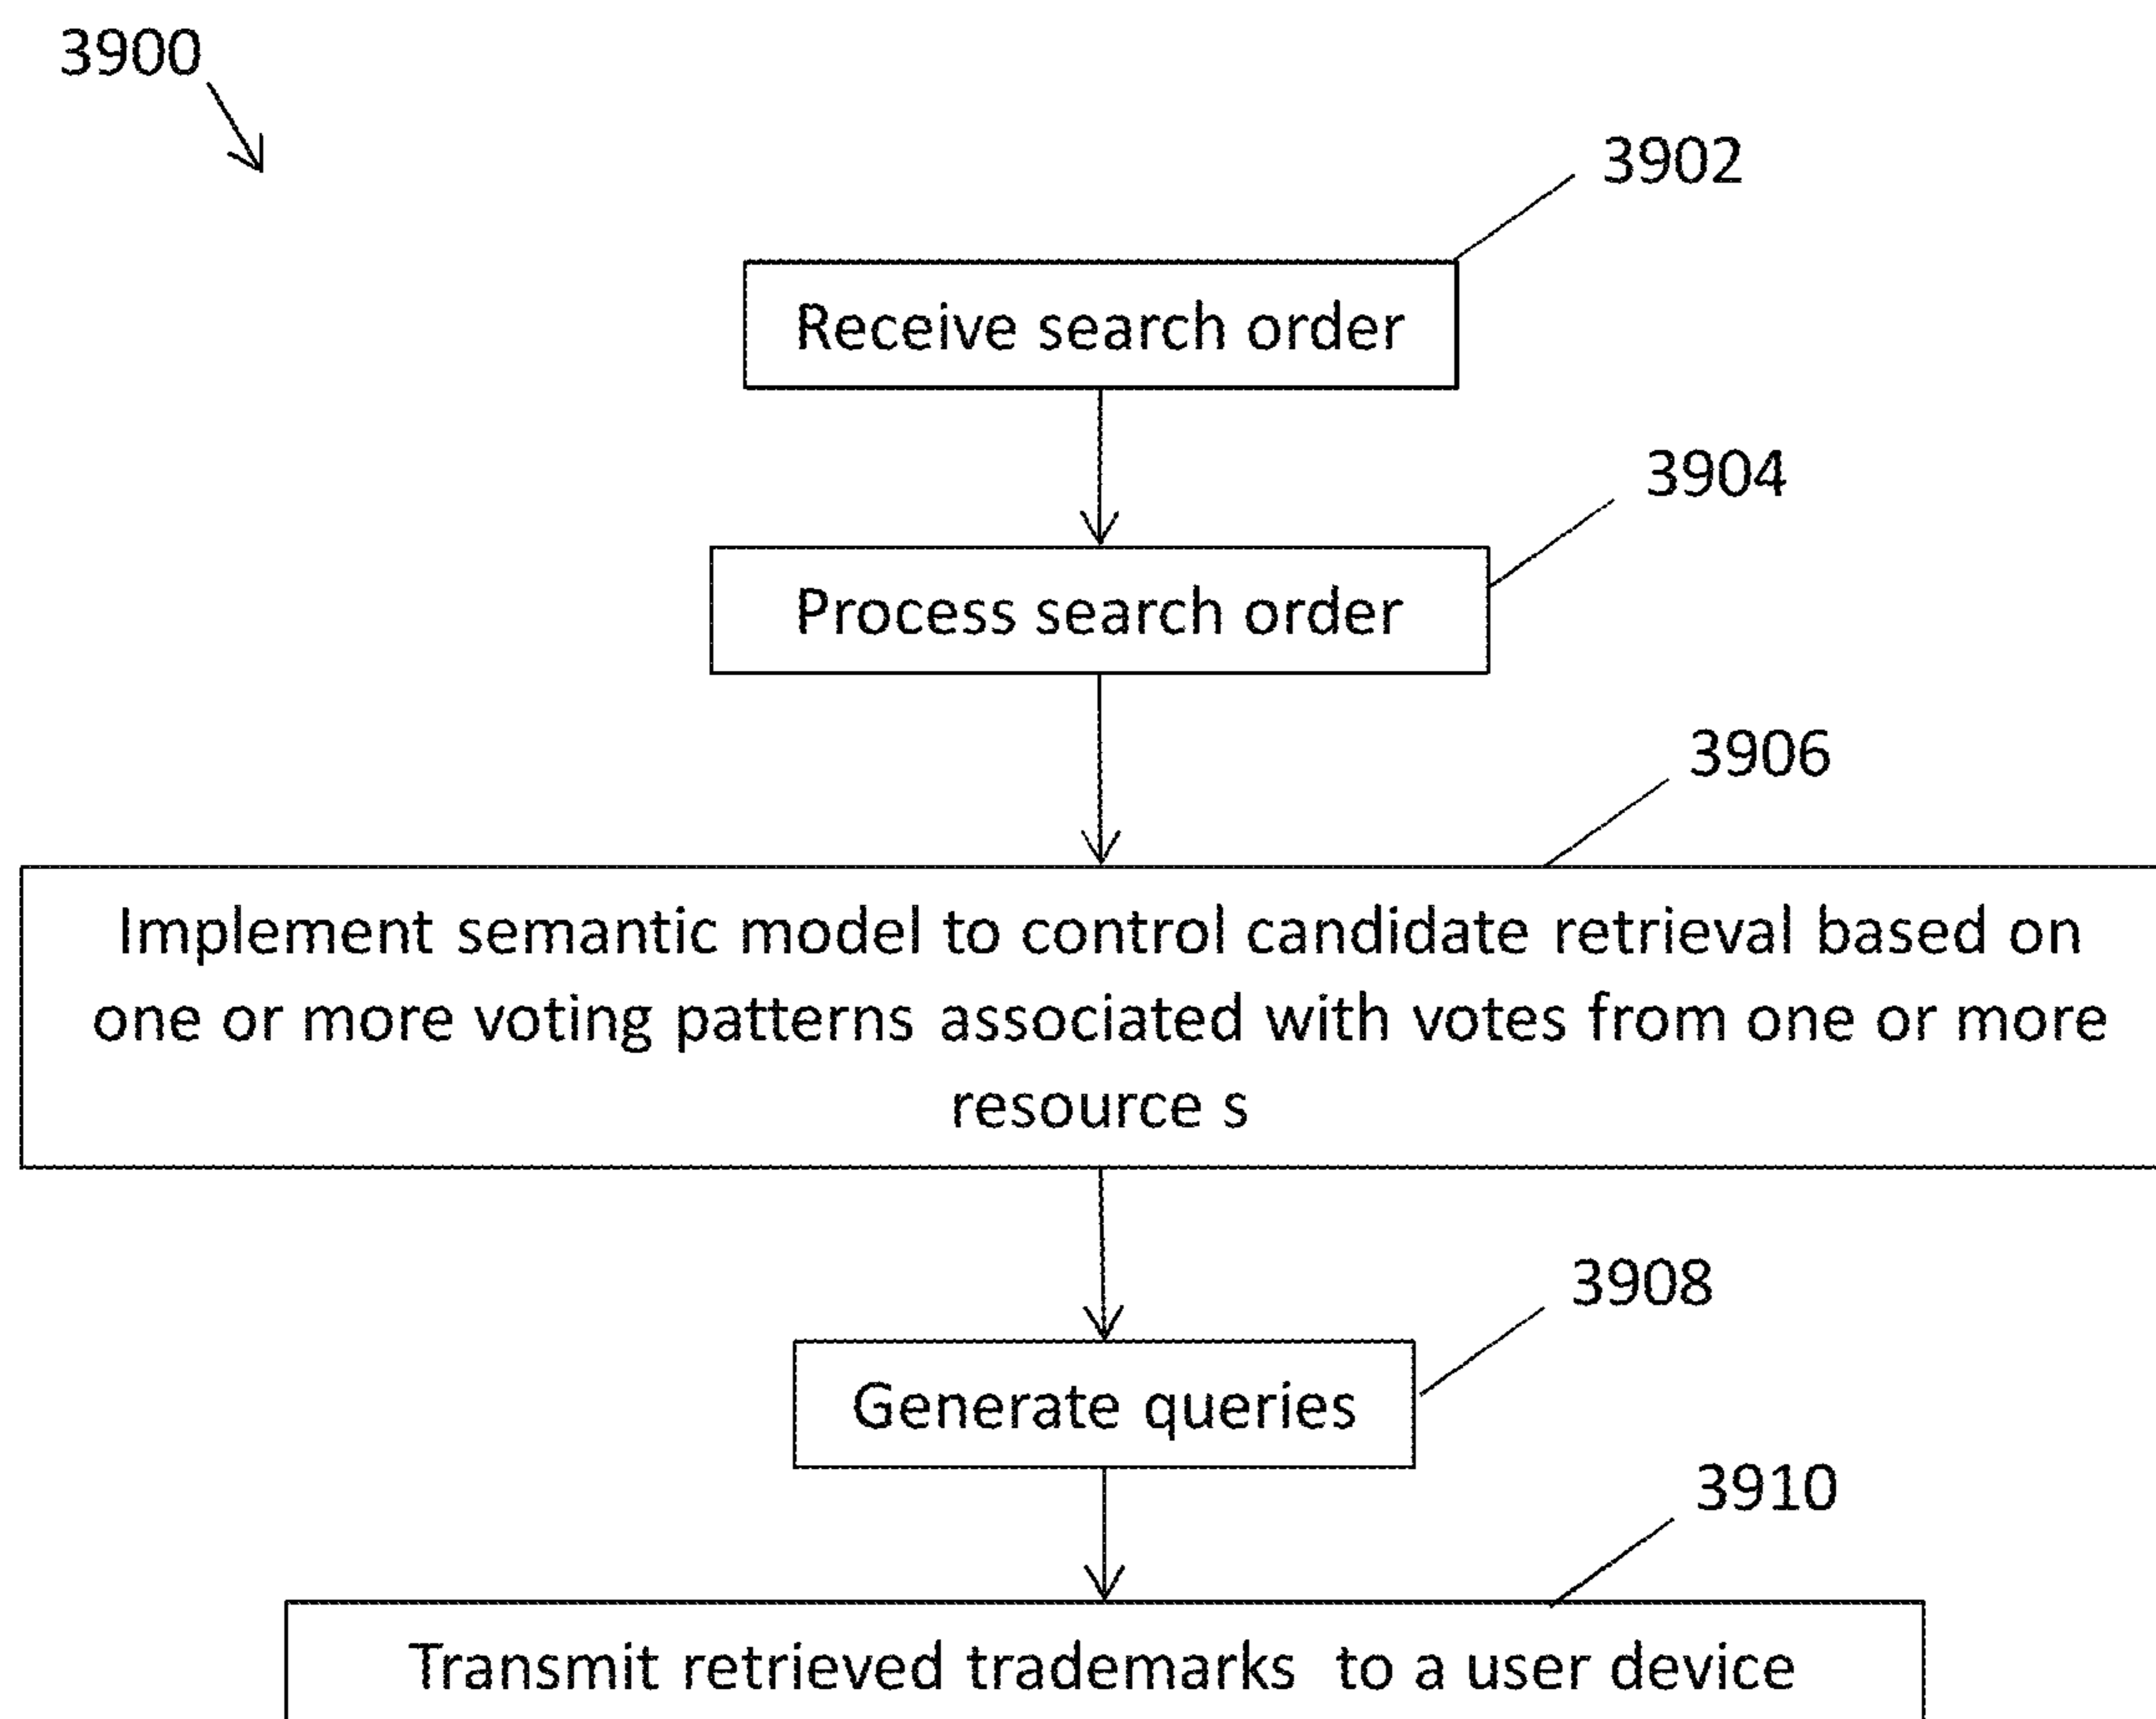 3900
3902
Receive search order
3904
Process search order
3906
Implement semantic model to control candidate retrieval based on
one or more voting patterns associated with votes from one or more
resource s
3908
Generate queries
3910
Transmit retrieved trademarks  to a user device